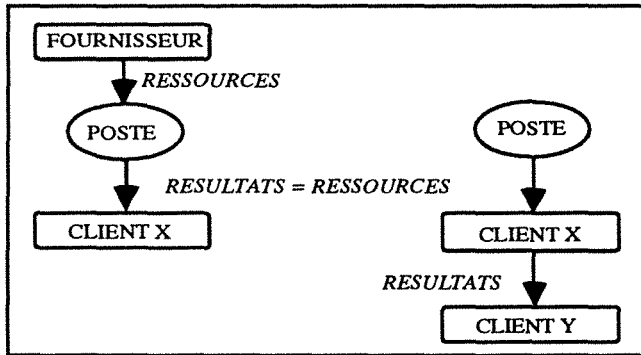 FOURNISSEUR
RESSOURCES
POSTE
POSTE
RESULTATS = RESSOURCES
CLIENT X
CLIENT X
RESULTATS
CLIENT Y